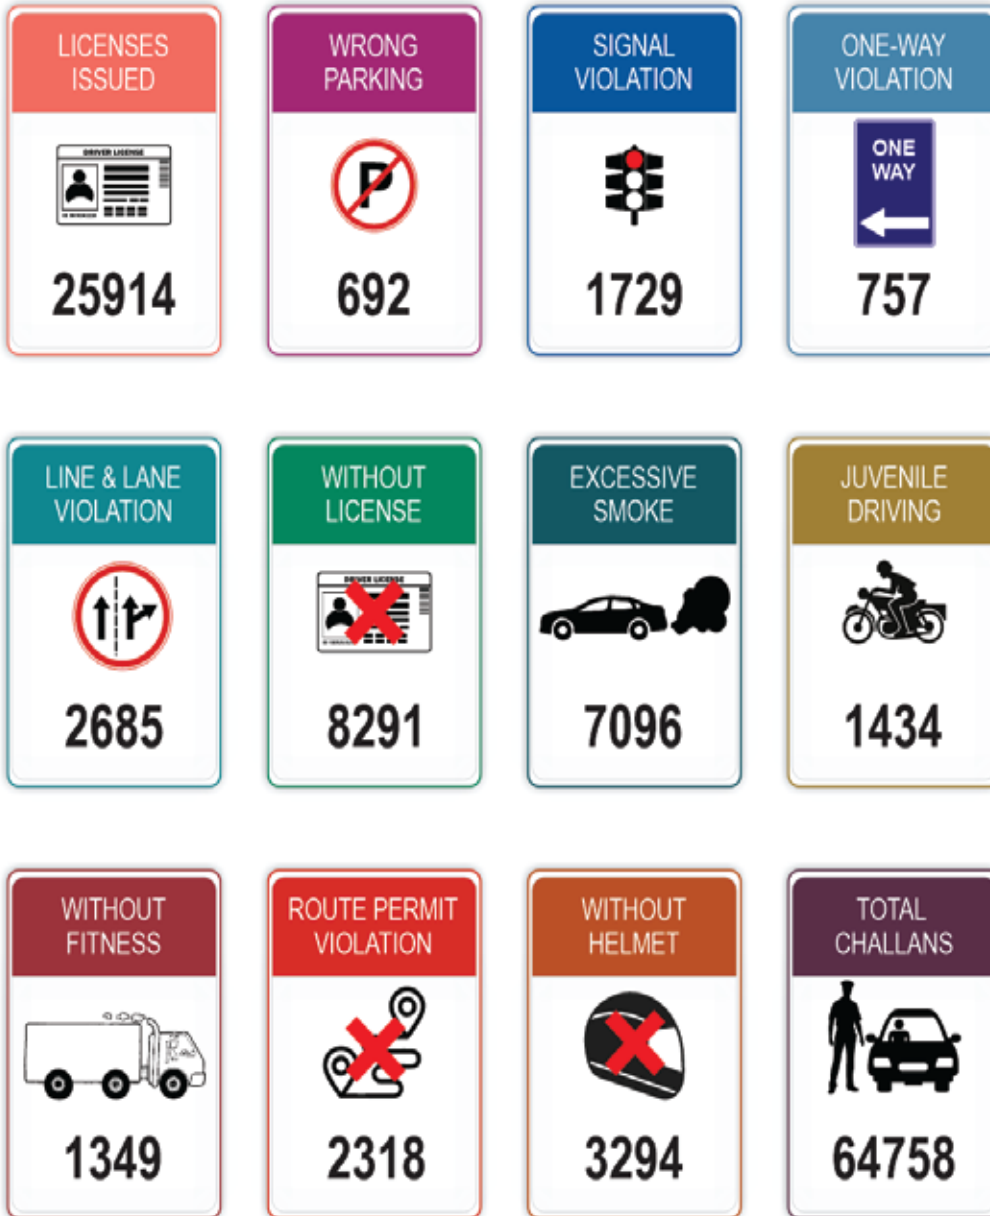 LICENSES
ISSUED
DRIVER LICENSE
25914
WRONG
PARKING
P
692
SIGNAL
VIOLATION
1729
ONE-WAY
VIOLATION
ONE
WAY
757
LINE & LANE
VIOLATION
2685
WITHOUT
LICENSE
DRIVER LICENSE
8291
EXCESSIVE
SMOKE
7096
JUVENILE
DRIVING
1434
WITHOUT
FITNESS
1349
ROUTE PERMIT
VIOLATION
2318
WITHOUT
HELMET
3294
TOTAL
CHALLANS
64758